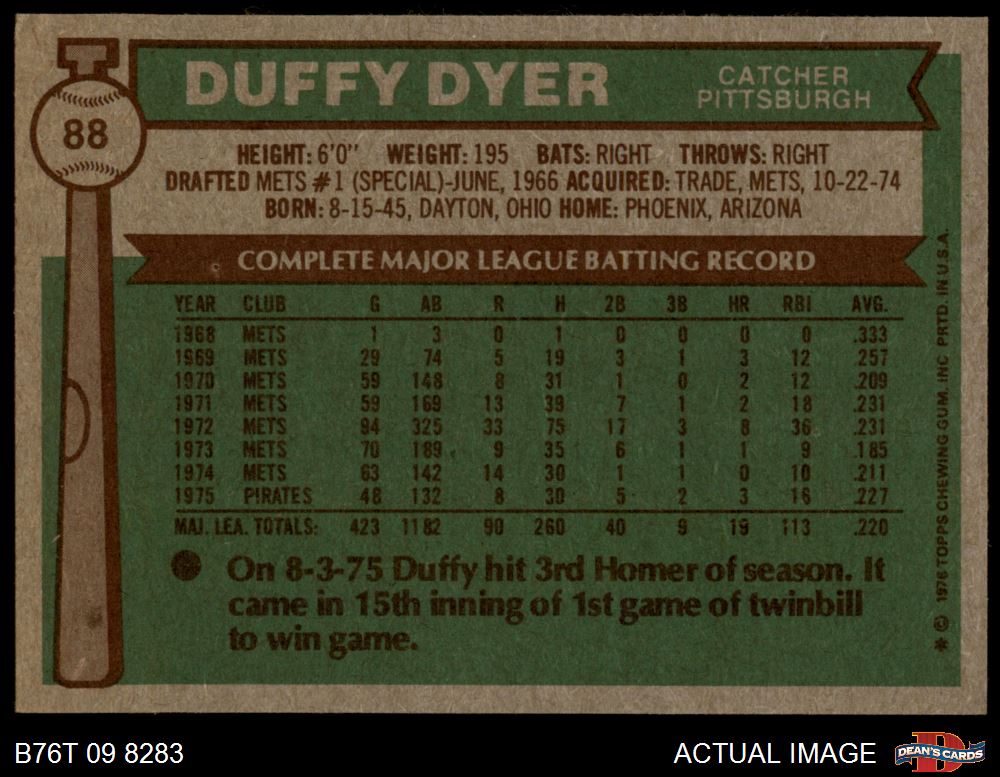 88
DUFFY DYER
CATCHER
PITTSBURGH
HEIGHT: 6'0" WEIGHT: 195 BATS: RIGHT THROWS: RIGHT
DRAFTED METS #1 (SPECIAL)-JUNE, 1966 ACQUIRED: TRADE, METS, 10-22-74
BORN: 8-15-45, DAYTON, OHIO HOME: PHOENIX, ARIZONA
COMPLETE MAJOR LEAGUE BATTING RECORD
YEAR CLUB G AB R H 2B 3B HR RBI AVG.
1968 METS 1 3 0 1 0 0 0 0 .333
1969 METS 29 74 5 19 3 1 3 12 .257
1970 METS 59 148 8 31 1 0 2 12 .209
1971 METS 59 169 13 39 7 1 2 18 .231
1972 METS 94 325 33 75 17 3 8 36 .231
1973 METS 70 189 9 35 6 1 1 9 .185
1974 METS 63 142 14 30 1 1 0 10 .211
1975 PIRATES 48 132 8 30 5 2 3 16 .227
MAJ. LEA. TOTALS: 423 1182 90 260 40 9 19 113 .220
On 8-3-75 Duffy hit 3rd Homer of season. It
came in 15th inning of 1st game of twinbill
to win game.
* © 1976 TOPPS CHEWING GUM, INC PRTD. IN U.S.A.
B76T 09 8283
ACTUAL IMAGE
DEAN'S CARDS